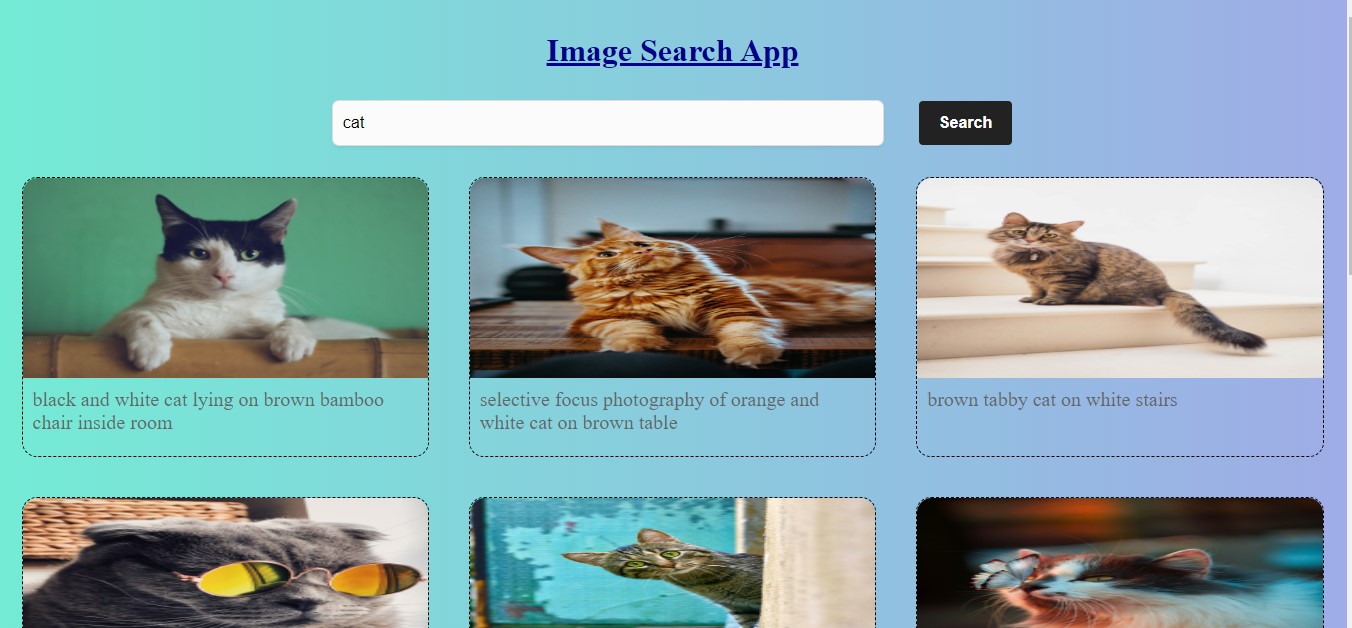 Image Search App
cat
Search
black and white cat lying on brown bamboo
chair inside room
selective focus photography of orange and
white cat on brown table
brown tabby cat on white stairs